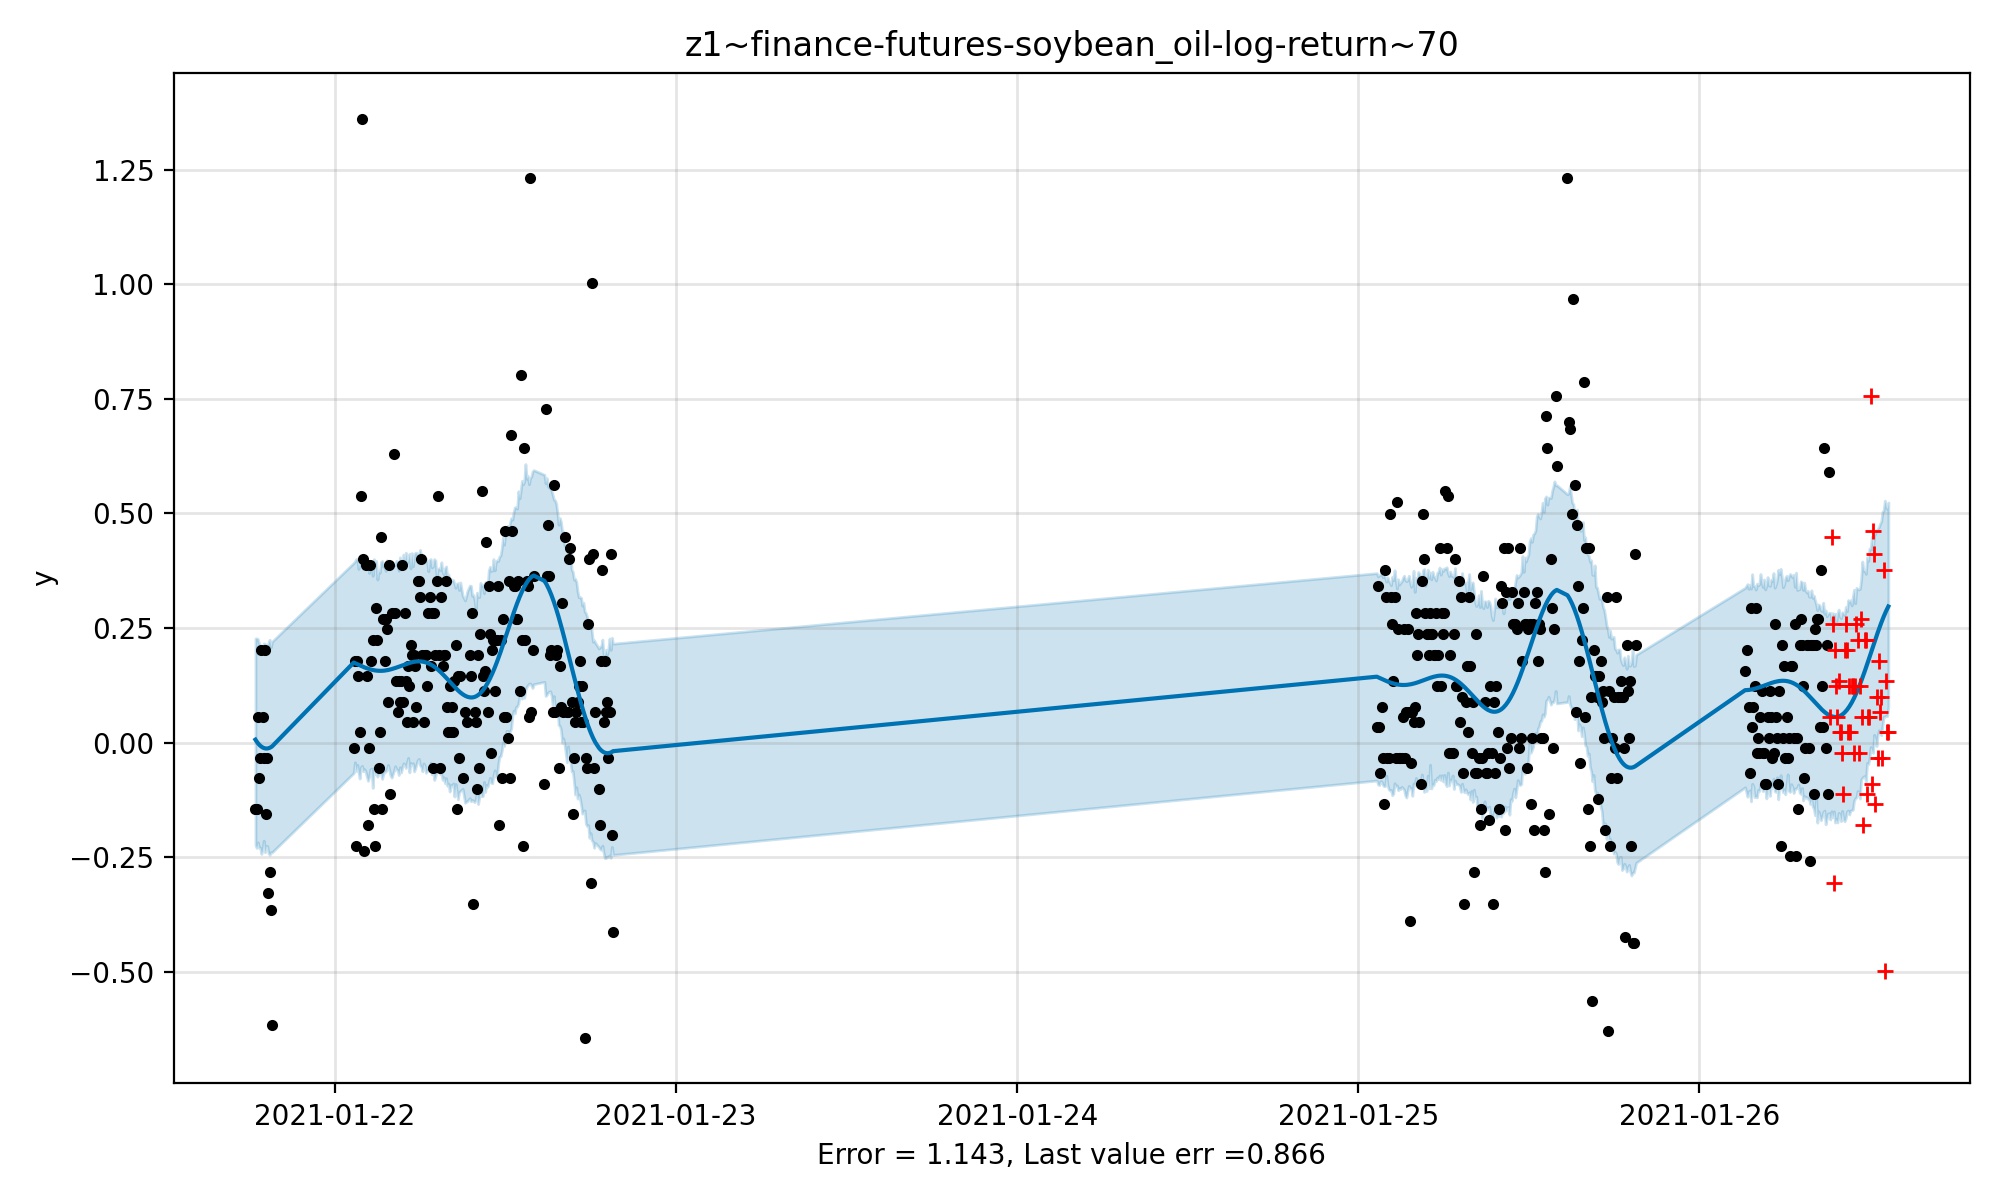 z1~finance-futures-soybean_oil-log-return~70
y
1.25
1.00
0.75
0.50
0.25
0.00
−0.25
−0.50
2021-01-22 2021-01-23 2021-01-24 2021-01-25 2021-01-26
Error = 1.143, Last value err =0.866